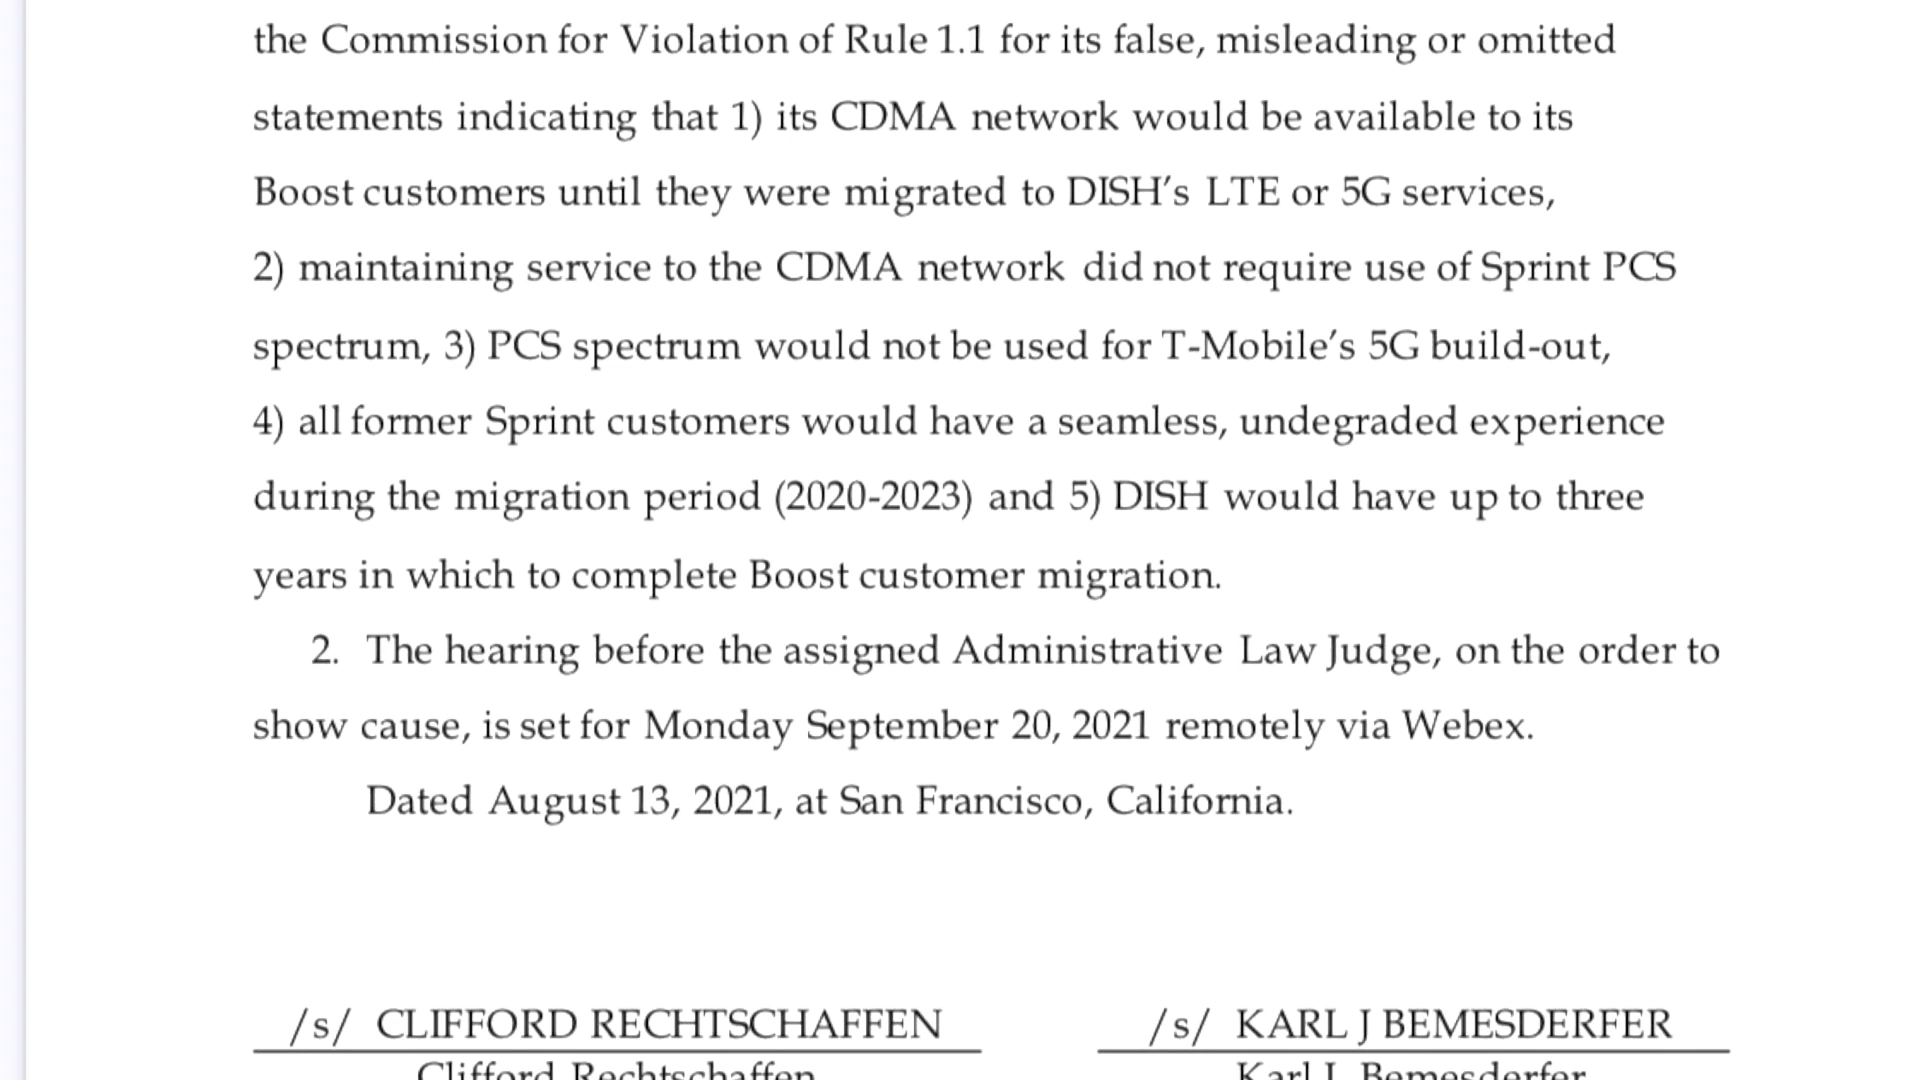 the Commission for Violation of Rule 1.1 for its false, misleading or omitted
statements indicating that 1) its CDMA network would be available to its
Boost customers until they were migrated to DISH’s LTE or 5G services,
2) maintaining service to the CDMA network did not require use of Sprint PCS
spectrum, 3) PCS spectrum would not be used for T-Mobile’s 5G build-out,
4) all former Sprint customers would have a seamless, undegraded experience
during the migration period (2020-2023) and 5) DISH would have up to three
years in which to complete Boost customer migration.
2. The hearing before the assigned Administrative Law Judge, on the order to
show cause, is set for Monday September 20, 2021 remotely via Webex.
Dated August 13, 2021, at San Francisco, California.
/s/ CLIFFORD RECHTSCHAFFEN /s/ KARL J BEMESDERFER
Clifford Rechtschaffen Karl J. Bemesderfer